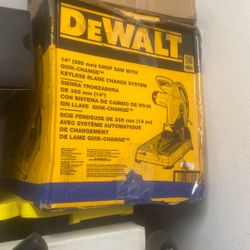 DEWALT
14" (355 mm) CHOP SAW WITH
QUIK-CHANGE™
KEYLESS BLADE CHANGE SYSTEM
SIERRA TRONZADORA
DE 355 mm (14")
CON SISTEMA DE CAMBIO DE HOJA
SIN LLAVE QUIK-CHANGE™
SCIE FENDEUSE DE 355 mm (14 po)
AVEC SYSTÈME AUTOMATIQUE
DE CHANGEMENT
DE LAME QUIK-CHANGE™